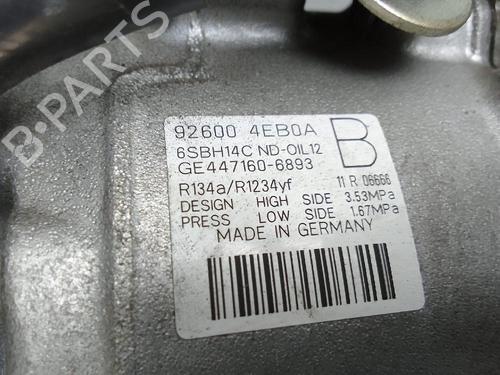 B-PARTS
92600 4EB0A
6SBH14C ND-OIL12
GE447160-6893
B
R134a/R1234yf 11 R 06666
DESIGN HIGH SIDE 3.53MPa
PRESS LOW SIDE 1.67MPa
MADE IN GERMANY